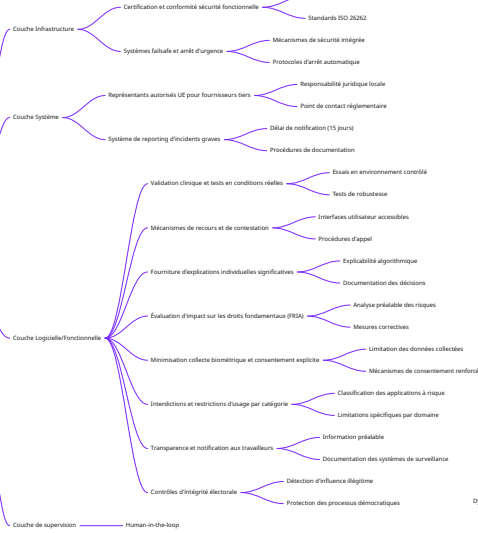 Certification et conformité sécurité fonctionnelle
Standards ISO 26262
Couche Infrastructure
Mécanismes de sécurité intégrée
Systèmes failsafe et arrêt d'urgence
Protocoles d'arrêt automatique
Responsabilité juridique locale
Représentants autorisés UE pour fournisseurs tiers
Point de contact réglementaire
Couche Système
Délai de notification (15 jours)
Système de reporting d'incidents graves
Procédures de documentation
Essais en environnement contrôlé
Validation clinique et tests en conditions réelles
Tests de robustesse
Interfaces utilisateur accessibles
Mécanismes de recours et de contestation
Procédures d'appel
Explicabilité algorithmique
Fourniture d'explications individuelles significatives
Documentation des décisions
Analyse préalable des risques
Évaluation d'impact sur les droits fondamentaux (FRIA)
Mesures correctives
Couche Logicielle/Fonctionnelle
Limitation des données collectées
Minimisation collecte biométrique et consentement explicite
Mécanismes de consentement
Classification des applications à risque
Interdictions et restrictions d'usage par catégorie
Limitations spécifiques par domaine
Information préalable
Transparence et notification aux travailleurs
Documentation des systèmes de surveillance
Détection d'influence illégitime
Contrôles d'intégrité électorale
Protection des processus démocratiques
Couche de supervision
Human-in-the-loop